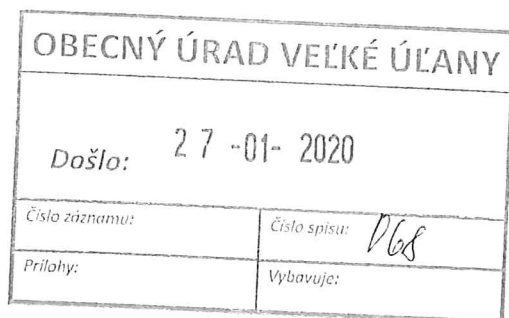 OBECNÝ ÚRAD VEĽKÉ ÚĽANY
Došlo: 27 -01- 2020
Číslo záznamu:
Číslo spisu:
Prílohy:
Vybavuje: